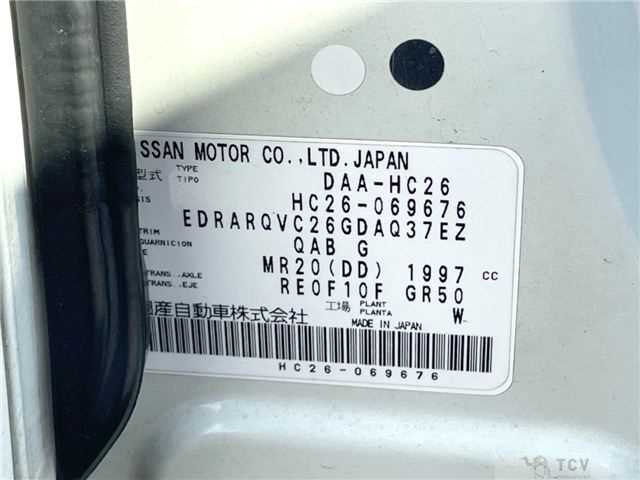 SSAN MOTOR CO.,LTD.JAPAN
型式 TYPE TIPO DAA-HC26
HC26-069676
EDRARQVC26GDAQ37EZ
TRIM GUARNICION QAB G
MR20(DD) 1997 CC
TRANS./AXLE TRANS./EJE RE0F10F GR50
産自動車株式会社 工場 PLANT PLANTA W
MADE IN JAPAN
HC26-069676
TCV